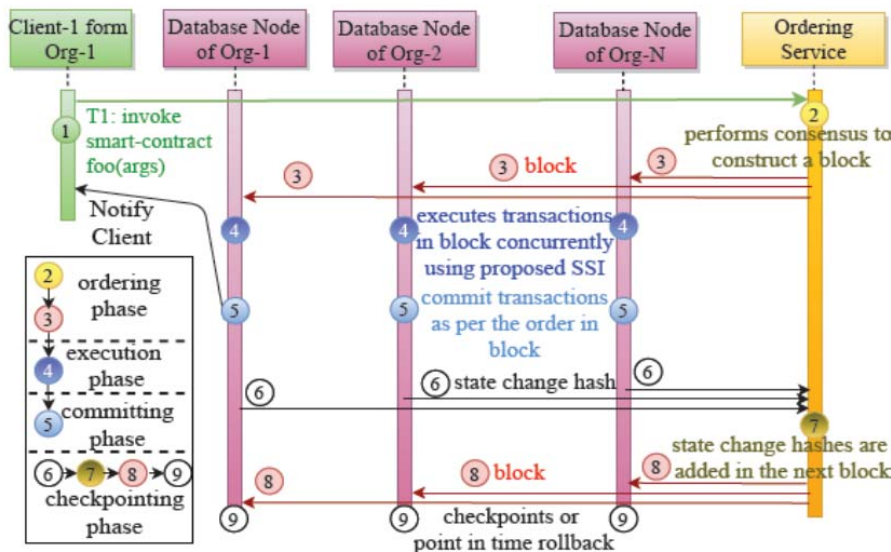 Client-1 form
Org-1
Database Node
of Org-1
Database Node
of Org-2
Database Node
of Org-N
Ordering
Service
1
T1: invoke
smart-contract
foo(args)
2
performs consensus to
construct a block
3
3 block
3
Notify
Client
4
4
4
executes transactions
in block concurrently
using proposed SSI
5
5
5
commit transactions
as per the order in
block
2
3
ordering
phase
4
execution
phase
5
committing
phase
6 7 8 9
checkpointing
phase
6
6 state change hash
6
7
state change hashes are
added in the next block
8
8 block
8
9
9
9
checkpoints or
point in time rollback